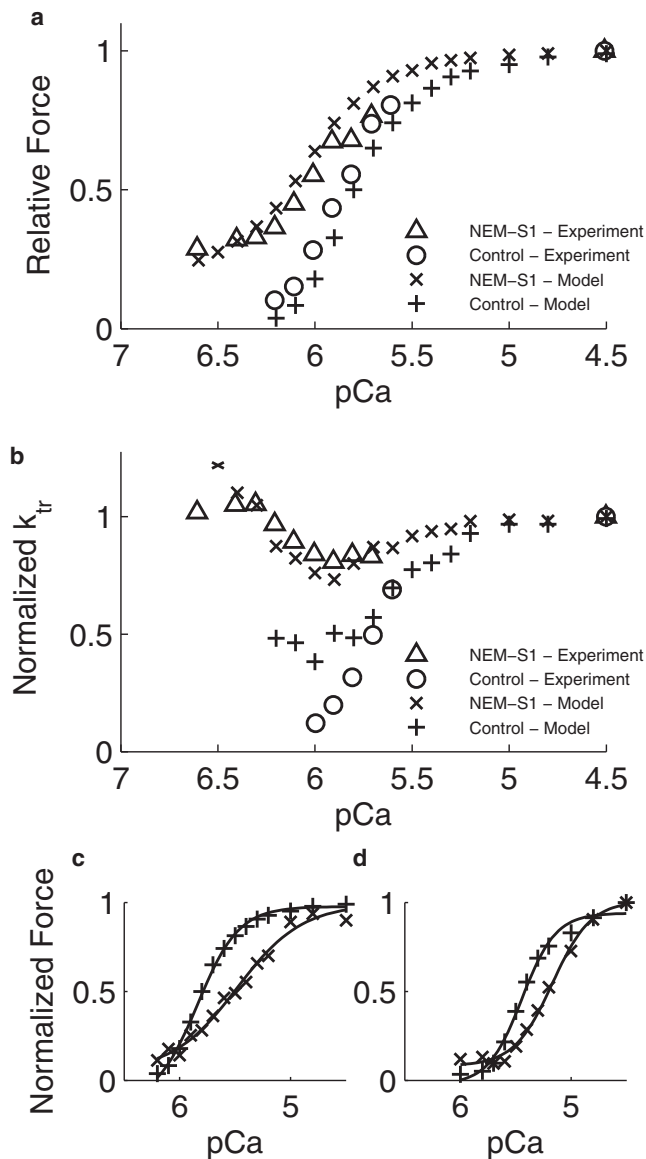 a
Relative Force
1
0.5
0
7 6.5 6 5.5 5 4.5
pCa
NEM−S1 − Experiment
Control − Experiment
NEM−S1 − Model
Control − Model
b
Normalized ktr
1
0.5
0
7 6.5 6 5.5 5 4.5
pCa
NEM−S1 − Experiment
Control − Experiment
NEM−S1 − Model
Control − Model
c
Normalized Force
1
0.5
0
6 5
pCa
d
1
0.5
0
6 5
pCa